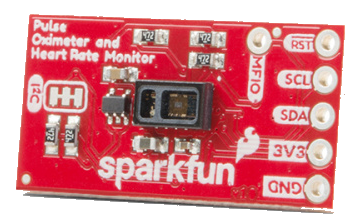 Pulse
Oximeter and
Heart Rate Monitor
I2C
MFIO
RST
SCL
SDA
3V3
GND
sparkfun